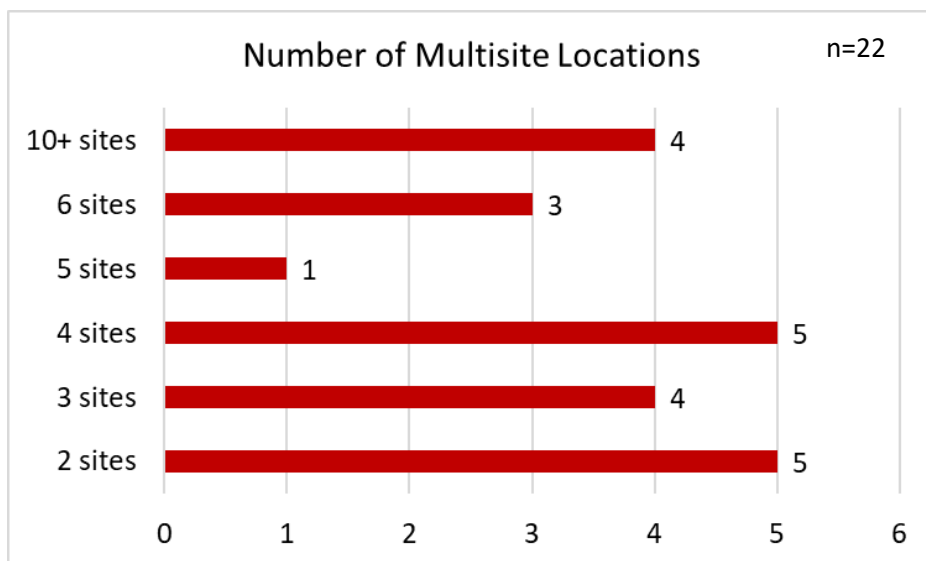 Number of Multisite Locations
n=22
10+ sites 4
6 sites 3
5 sites 1
4 sites 5
3 sites 4
2 sites 5
0 1 2 3 4 5 6